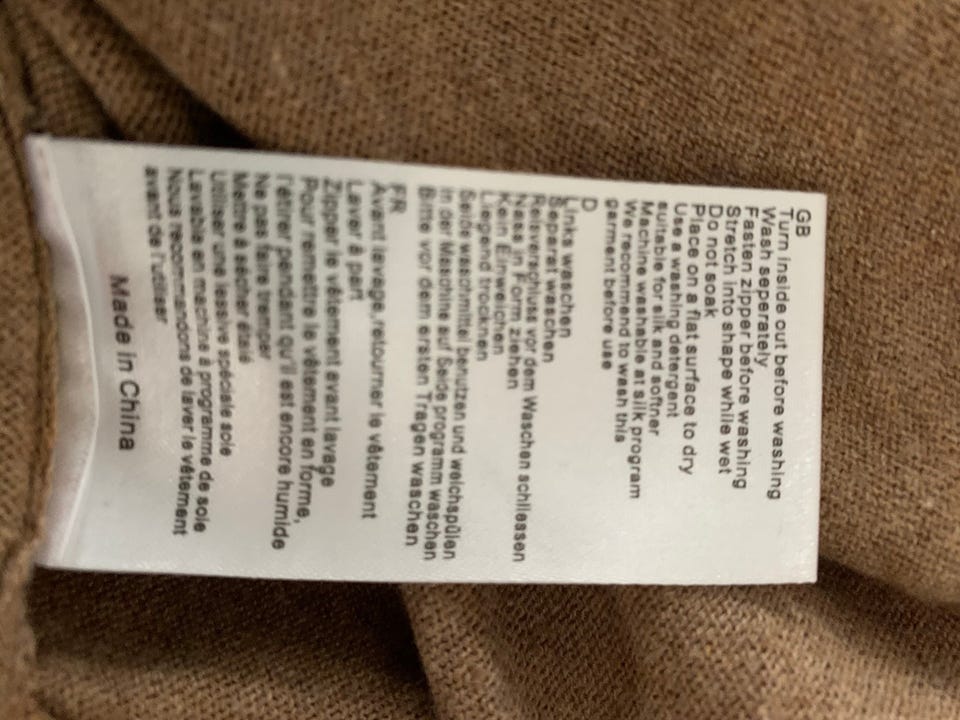 GB
Turn inside out before washing
Wash seperately
Fasten zipper before washing
Stretch into shape while wet
Do not soak
Place on a flat surface to dry
Use a washing detergent
suitable for silk and softner
Machine washable at silk program
We recommend to wash this
garment before use
D
Links waschen
Separat waschen
Reisverschluss vor dem Waschen schliessen
Nass in Form ziehen
Kein Einweichen
Liegend trocknen
Seide waschmittel benutzen und weichspülen
In der Maschine auf Seide programm waschen
Bitte vor dem ersten Tragen waschen
FR
Avant lavage,retourner le vêtement
Laver à part
Zipper le vêtement avant lavage
Pour remettre le vêtement en forme,
l'étirer pendant qu'il est encore humide
Ne pas faire tremper
Mettre à sécher étalé
Utiliser une lessive spéciale soie
Lavable en machine à programme de soie
Nous recommandons de laver le vêtement
avant de l'utiliser
Made in China